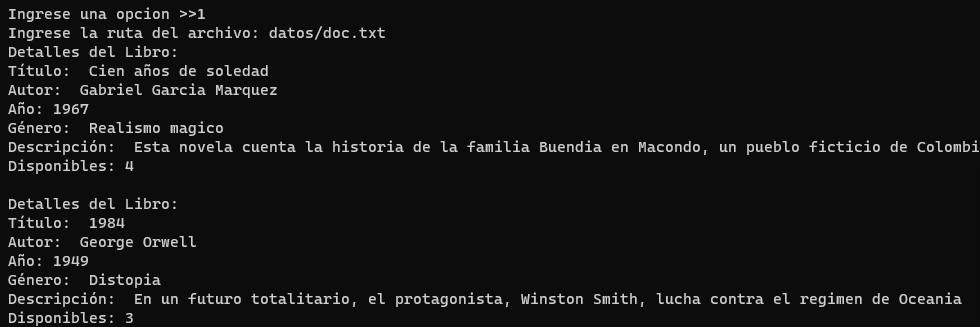 Ingrese una opcion >>1
Ingrese la ruta del archivo: datos/doc.txt
Detalles del Libro:
Título:  Cien años de soledad
Autor:  Gabriel Garcia Marquez
Año: 1967
Género:  Realismo magico
Descripción:  Esta novela cuenta la historia de la familia Buendia en Macondo, un pueblo ficticio de Colombi
Disponibles: 4

Detalles del Libro:
Título:  1984
Autor:  George Orwell
Año: 1949
Género:  Distopia
Descripción:  En un futuro totalitario, el protagonista, Winston Smith, lucha contra el regimen de Oceania
Disponibles: 3